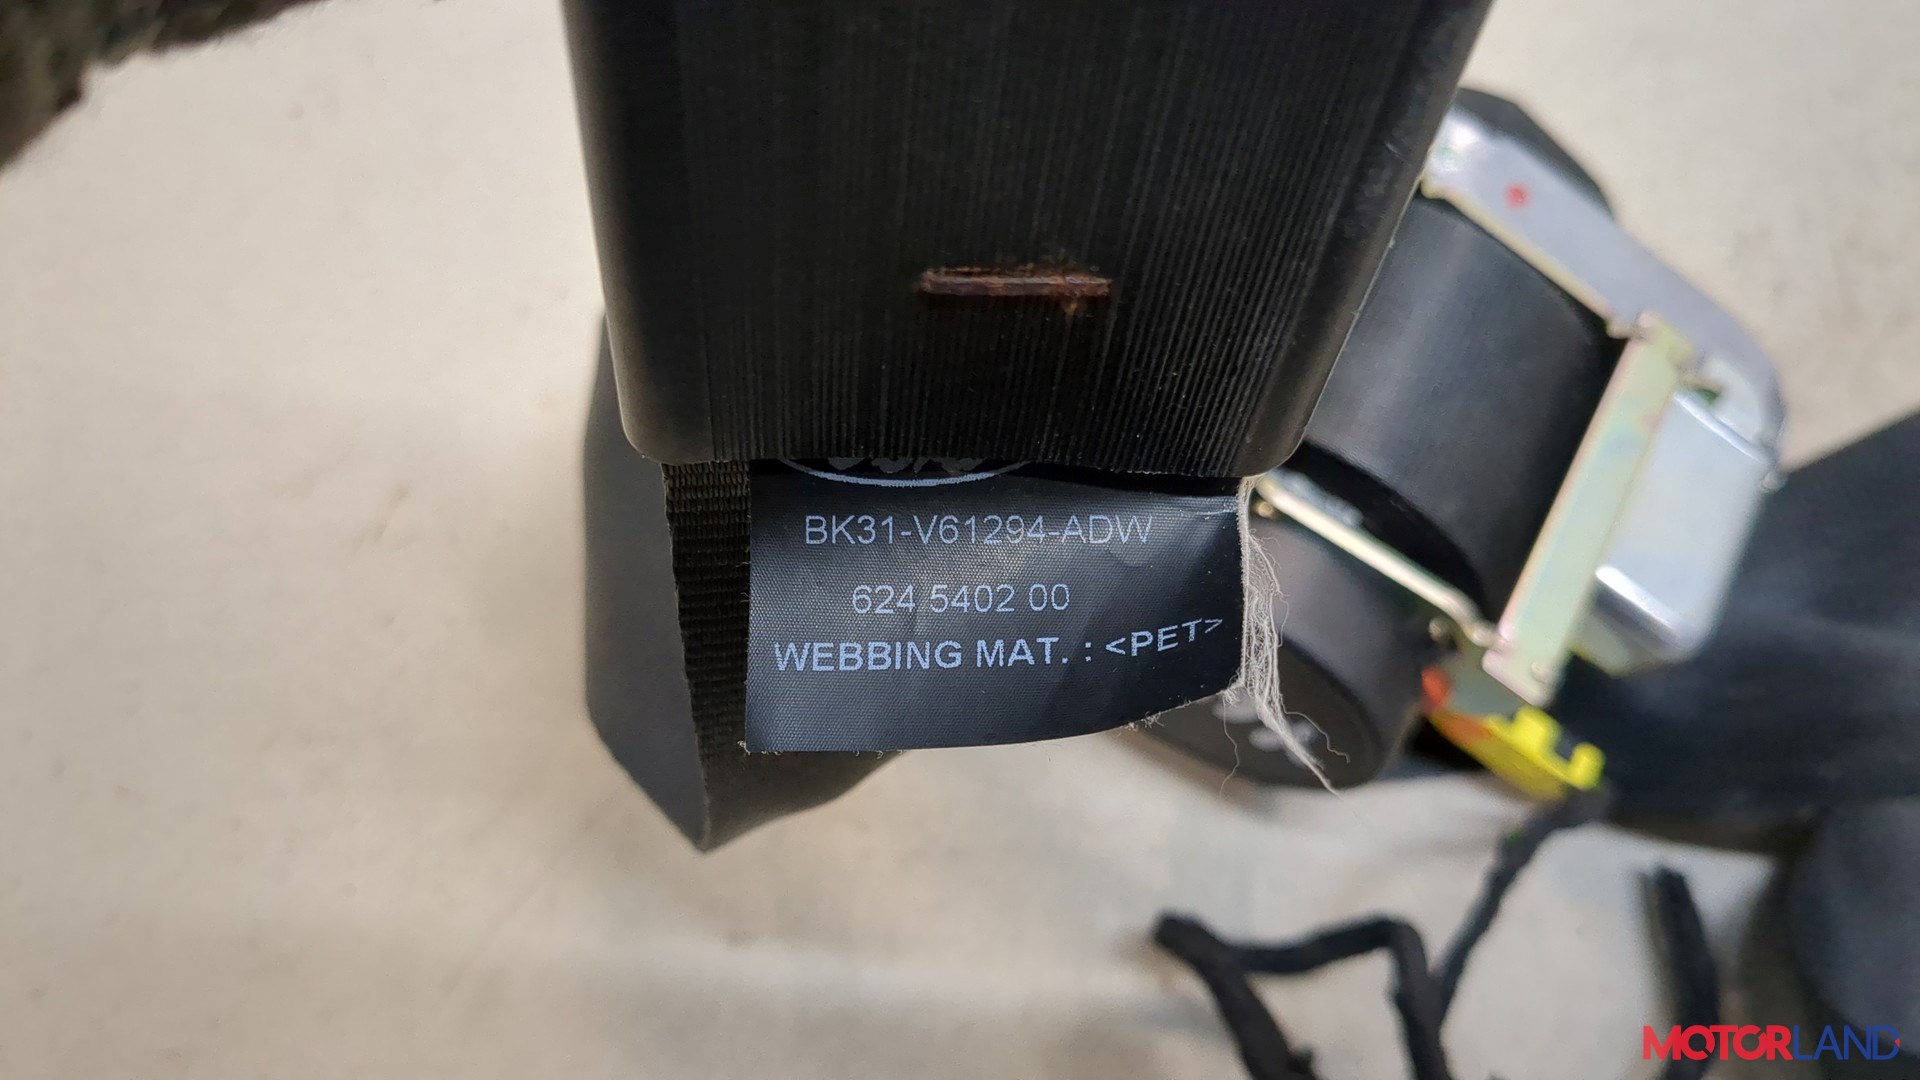 BK31-V61294-ADW
624 5402 00
WEBBING MAT. : <PET>
MOTORLAND